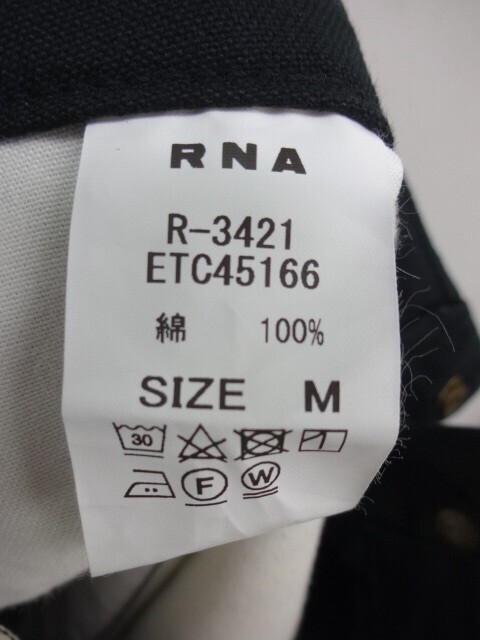 RNA
R-3421
ETC45166
綿 100%
SIZE M
30
F W